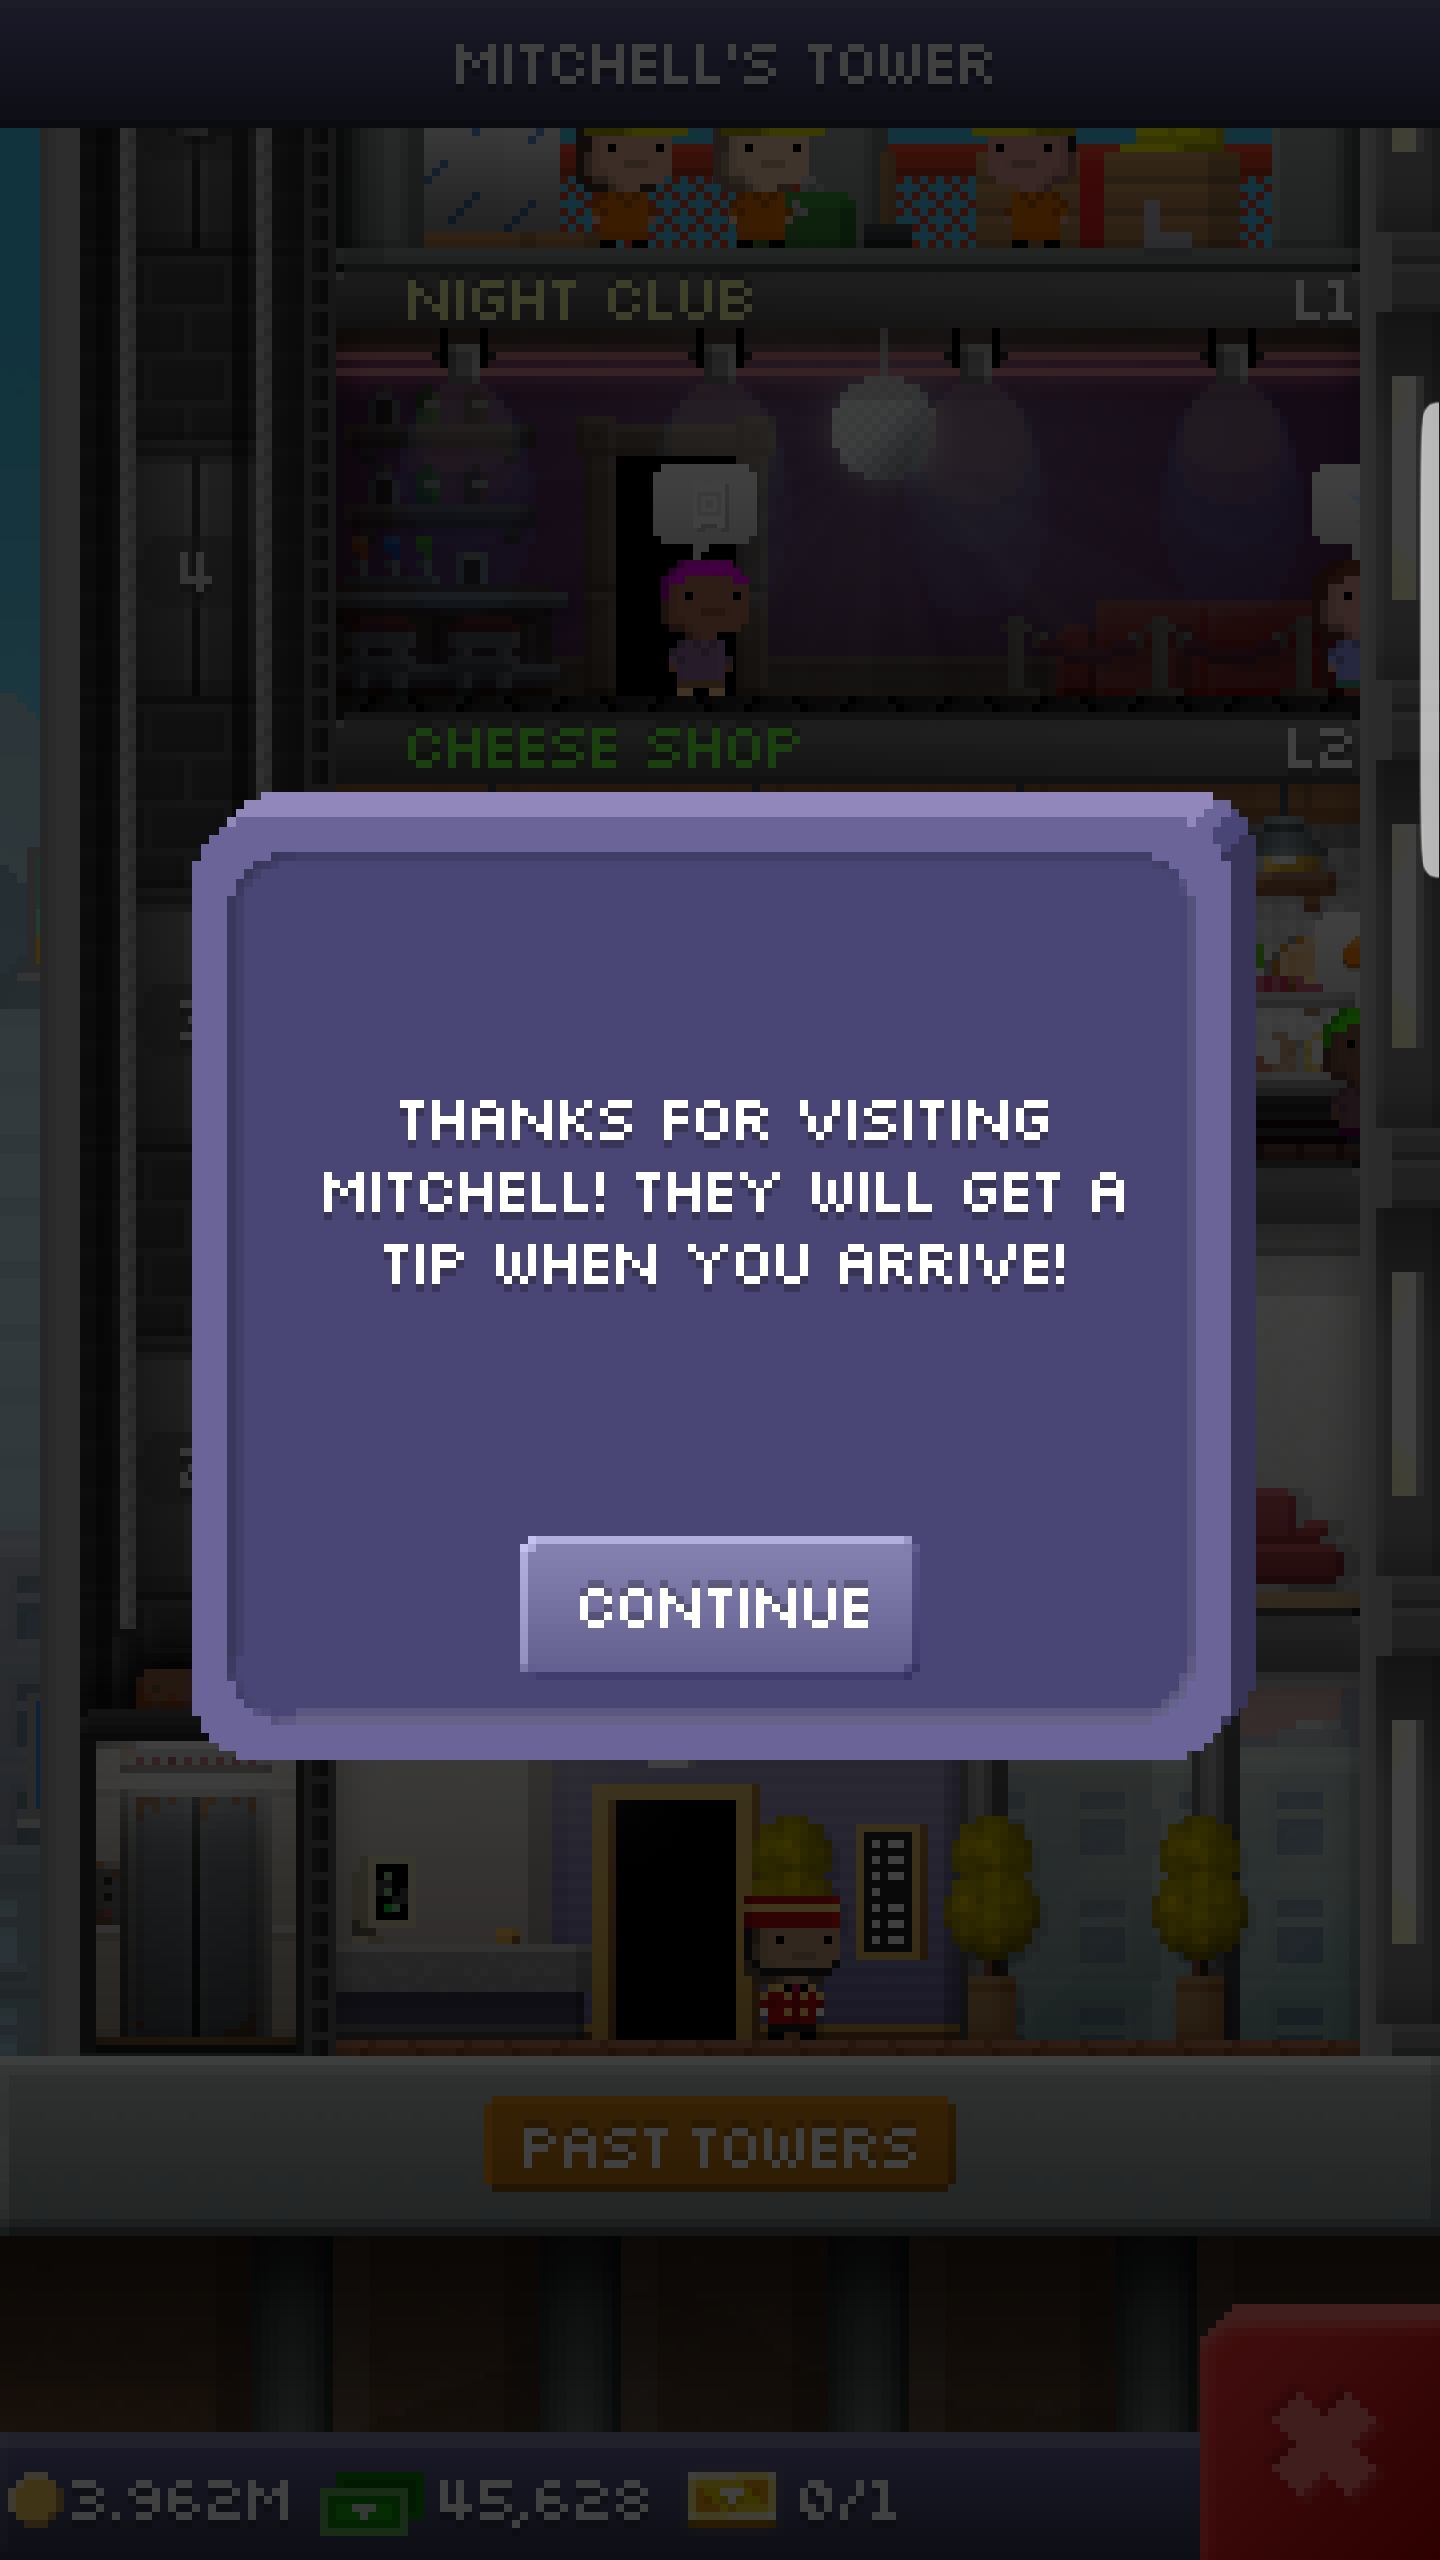 MITCHELL'S TOWER
NIGHT CLUB L1
4
CHEESE SHOP L2
THANKS FOR VISITING
MITCHELL! THEY WILL GET A
TIP WHEN YOU ARRIVE!
CONTINUE
PAST TOWERS
3.962M 45,628 0/1